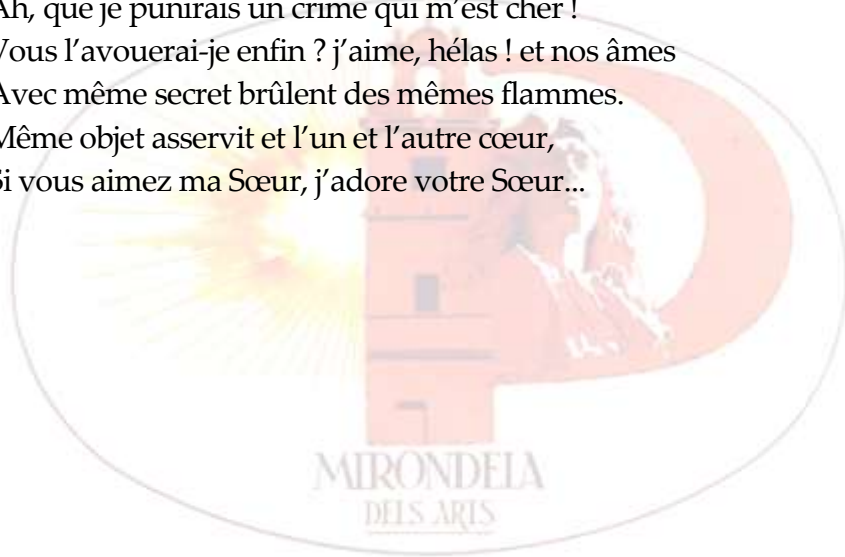 Ah, que je punirais un crime qui m’est cher !
Vous l’avouerai-je enfin ? j’aime, hélas ! et nos âmes
Avec même secret brûlent des mêmes flammes.
Même objet asservit et l’un et l’autre cœur,
Si vous aimez ma Sœur, j’adore votre Sœur...
MIRONDELA
DELS ARTS